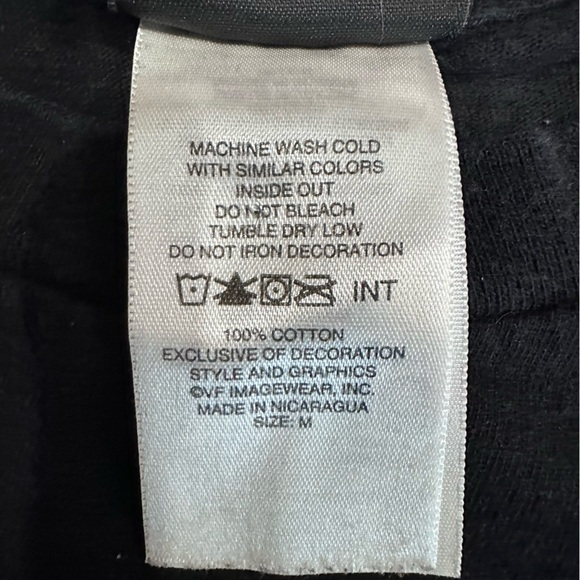 MACHINE WASH COLD
WITH SIMILAR COLORS
INSIDE OUT
DO NOT BLEACH
TUMBLE DRY LOW
DO NOT IRON DECORATION
INT
100% COTTON
EXCLUSIVE OF DECORATION
STYLE AND GRAPHICS
©VF IMAGEWEAR, INC.
MADE IN NICARAGUA
SIZE: M